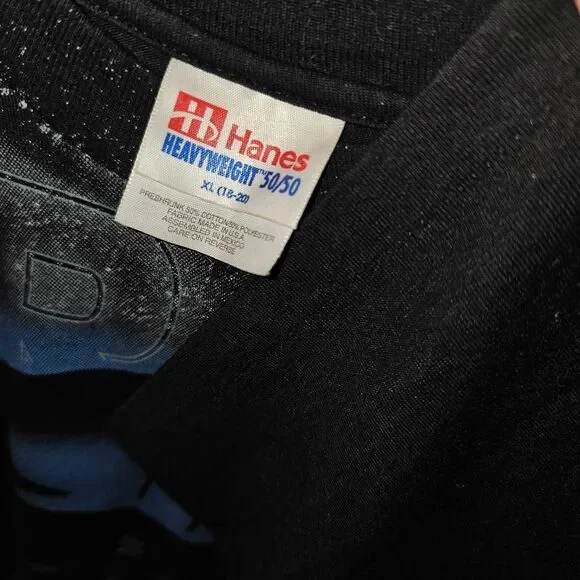 Hanes
HEAVYWEIGHT™ 50/50
XL (18-20)
PRESHRUNK 50% COTTON/50% POLYESTER
FABRIC MADE IN U.S.A.
ASSEMBLED IN MEXICO
CARE ON REVERSE